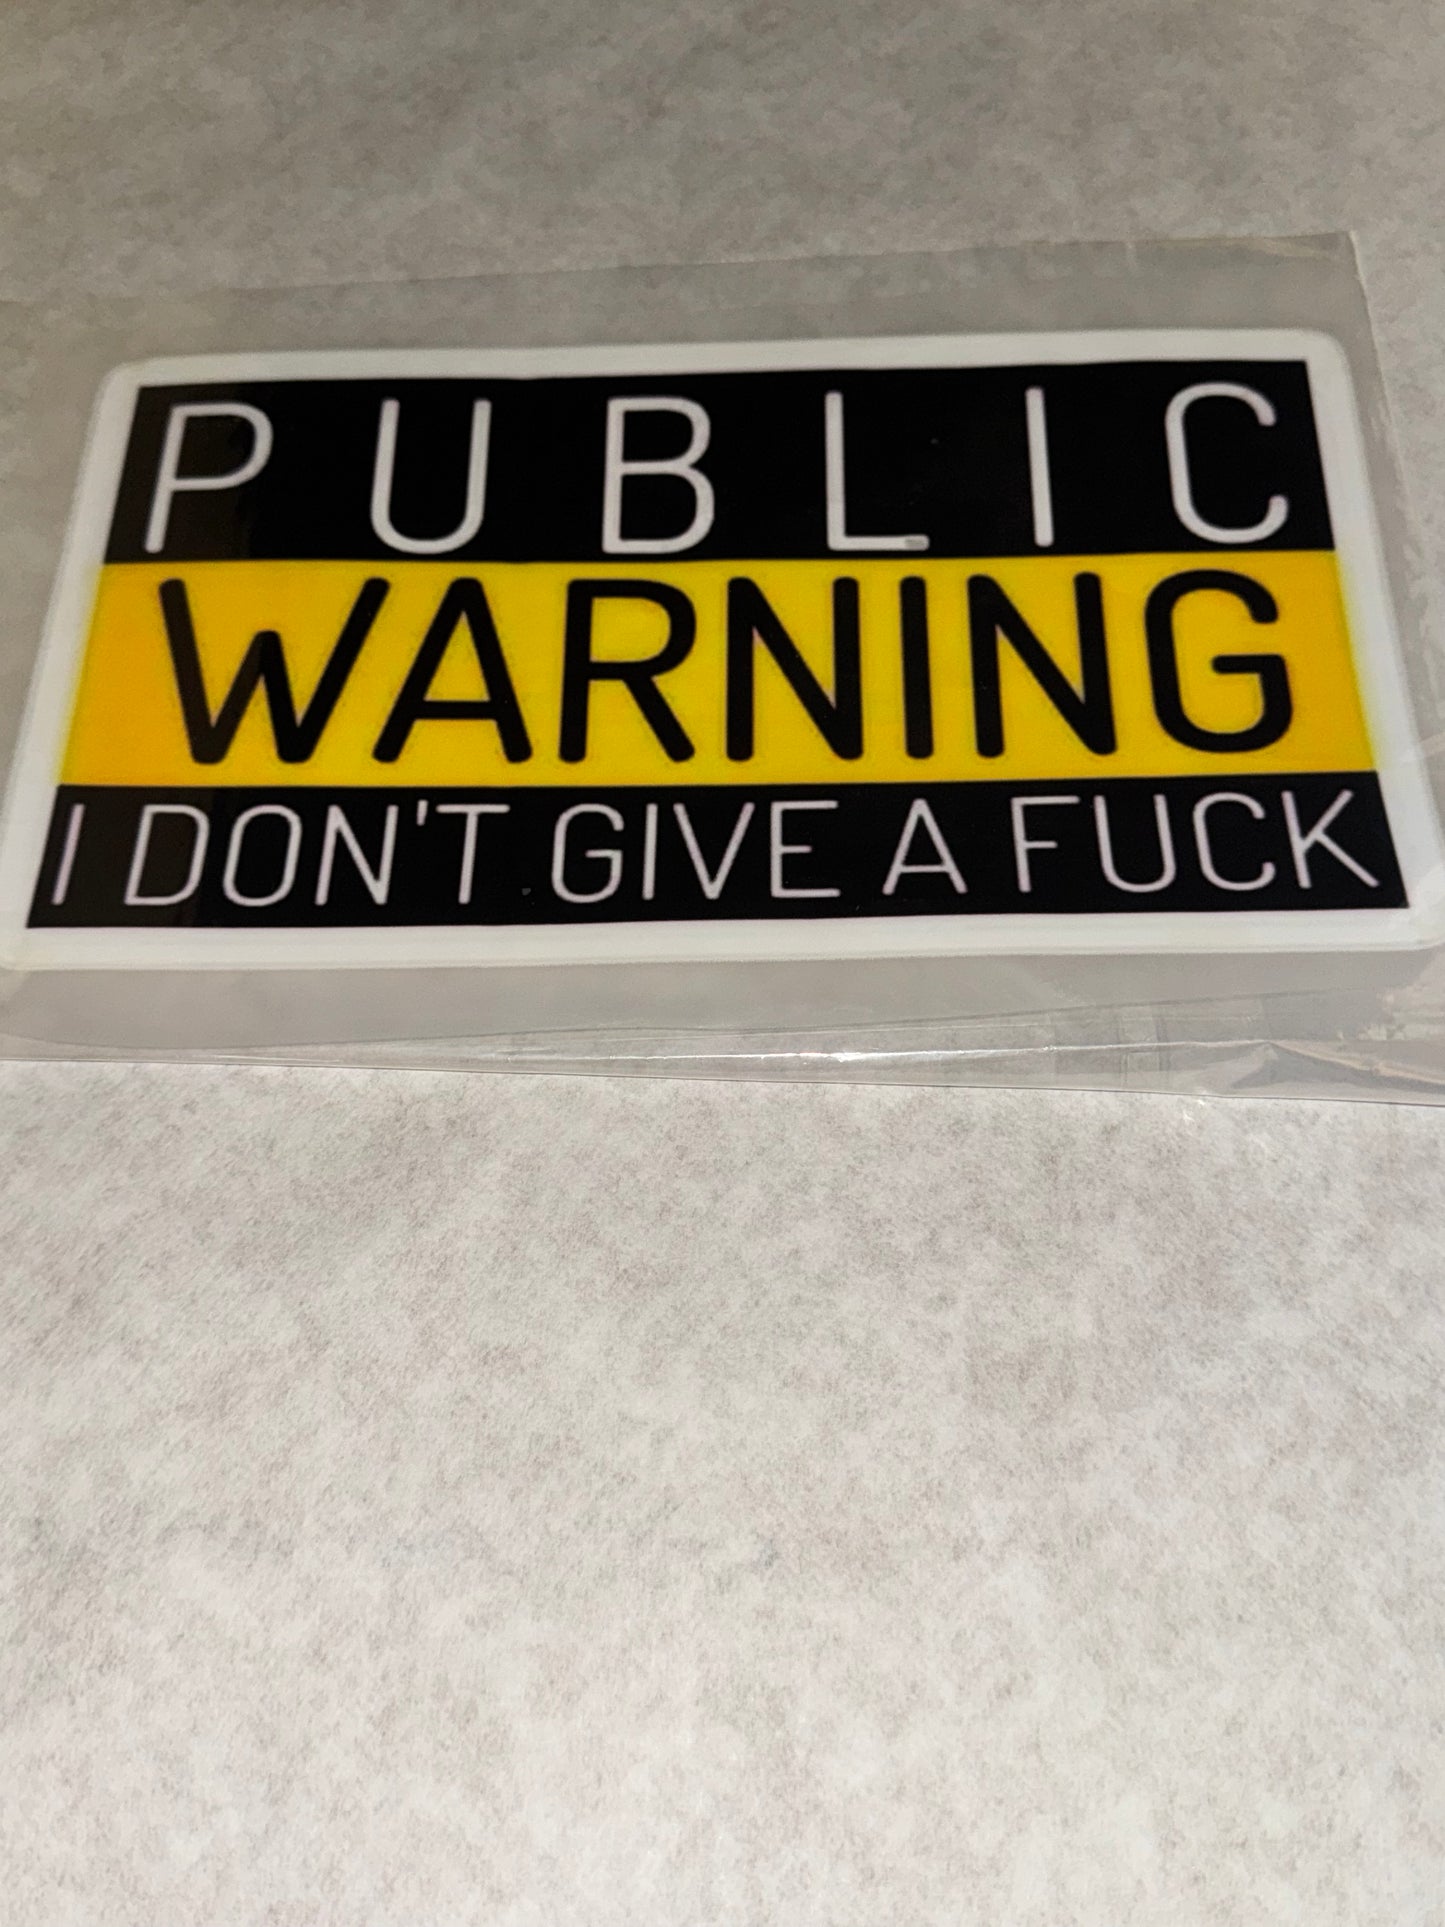 PUBLIC
WARNING
I DON'T GIVE A FUCK